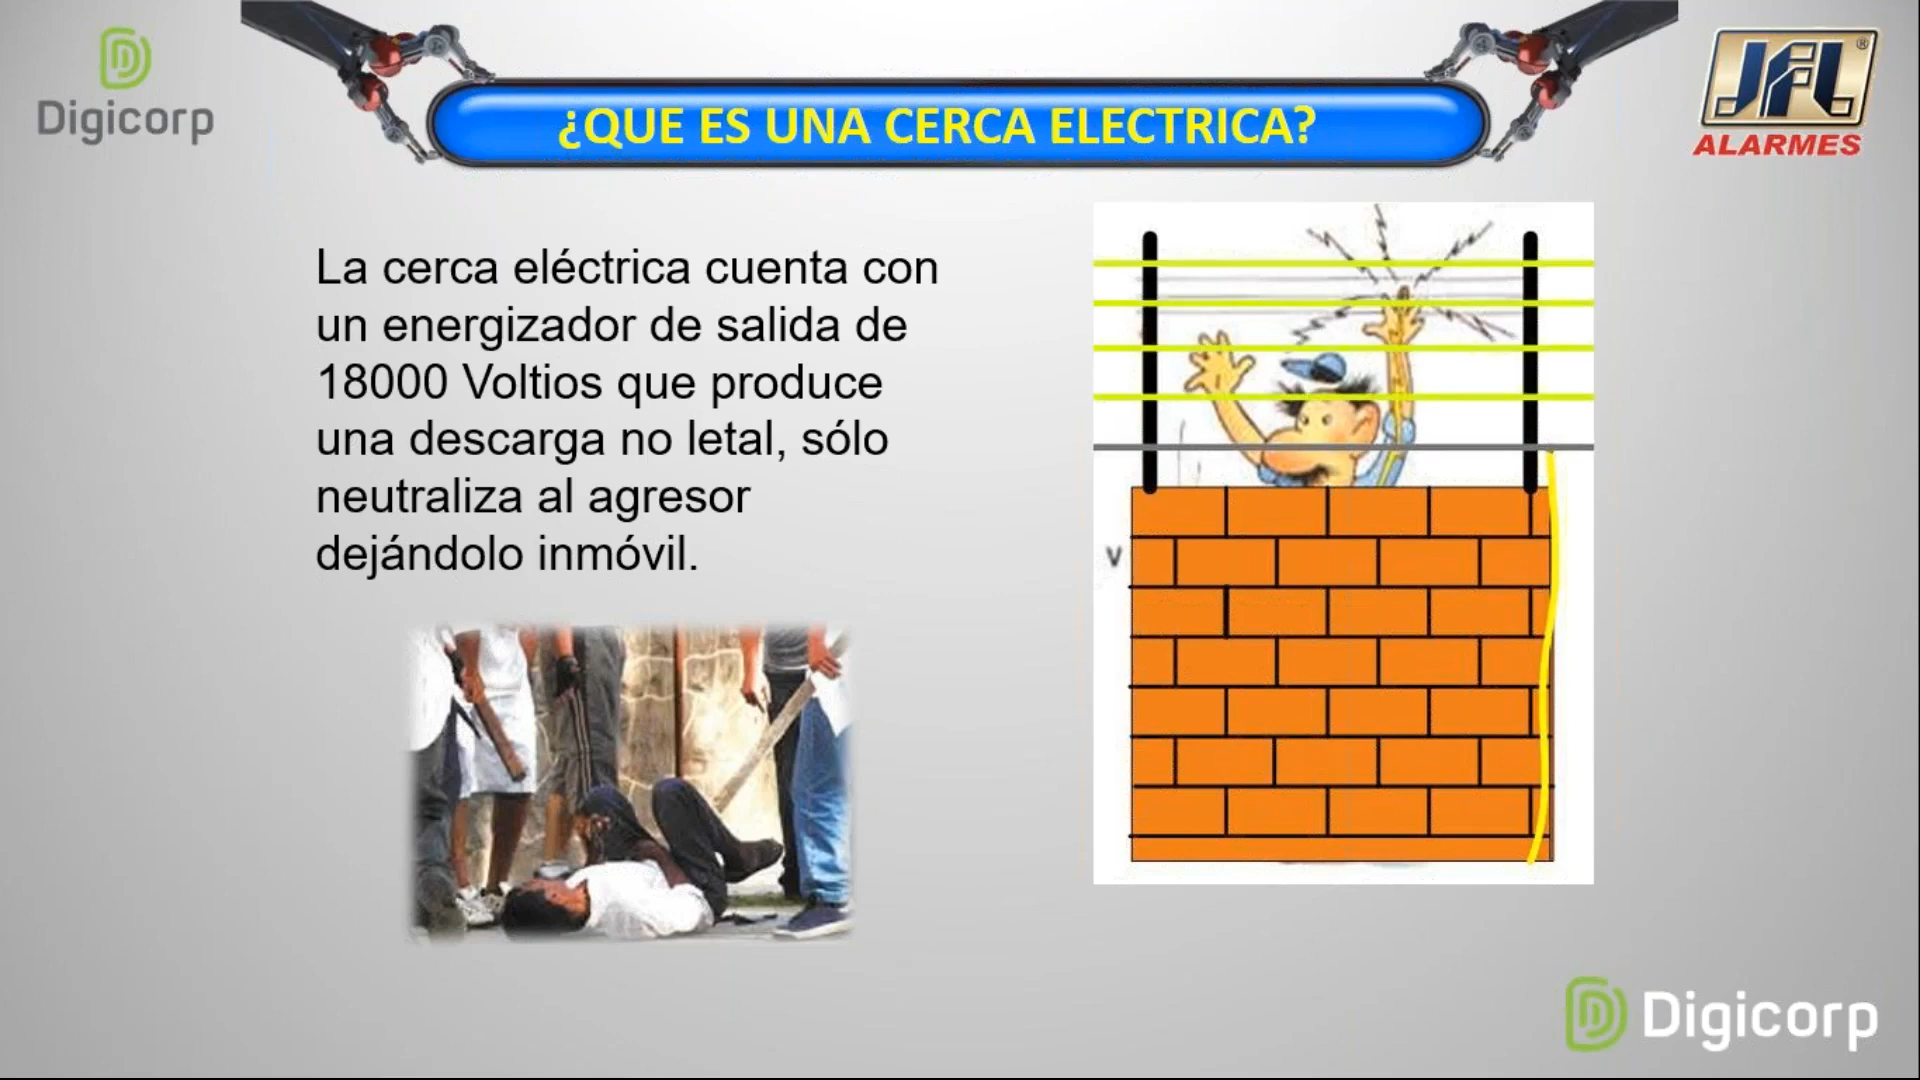 Digicorp
¿QUE ES UNA CERCA ELECTRICA?
JFL®
ALARMES
La cerca eléctrica cuenta con
un energizador de salida de
18000 Voltios que produce
una descarga no letal, sólo
neutraliza al agresor
dejándolo inmóvil.
v
Digicorp